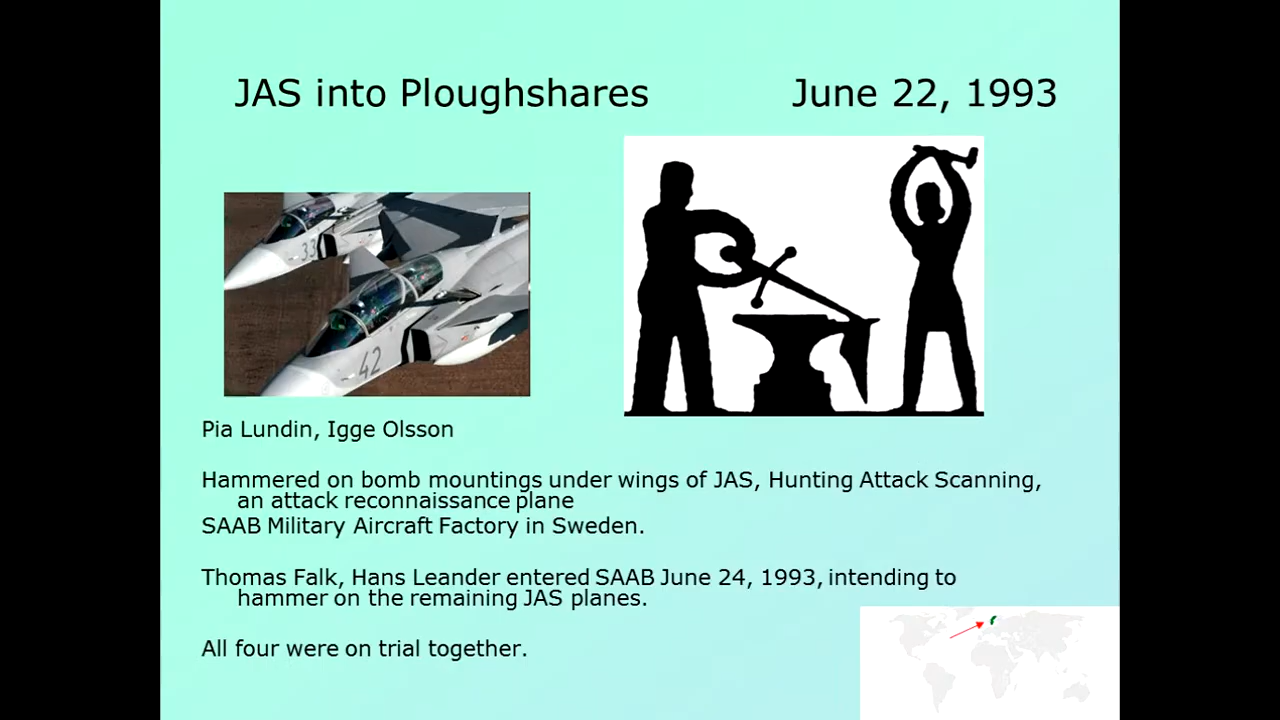 JAS into Ploughshares June 22, 1993
33
42
Pia Lundin, Igge Olsson
Hammered on bomb mountings under wings of JAS, Hunting Attack Scanning,
an attack reconnaissance plane
SAAB Military Aircraft Factory in Sweden.
Thomas Falk, Hans Leander entered SAAB June 24, 1993, intending to
hammer on the remaining JAS planes.
All four were on trial together.